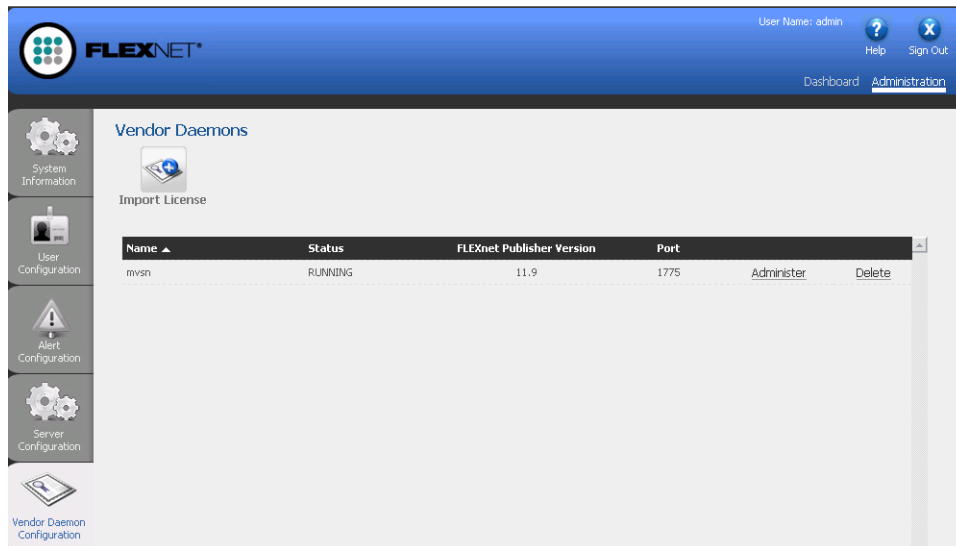 User Name: admin
FLEXNET
Help
Sign Out
Dashboard Administration
System
Information
User
Configuration
Alert
Configuration
Server
Configuration
Vendor Daemon
Configuration
Vendor Daemons
Import License
Name Status FLEXnet Publisher Version Port
mvsn RUNNING 11.9 1775 Administer Delete